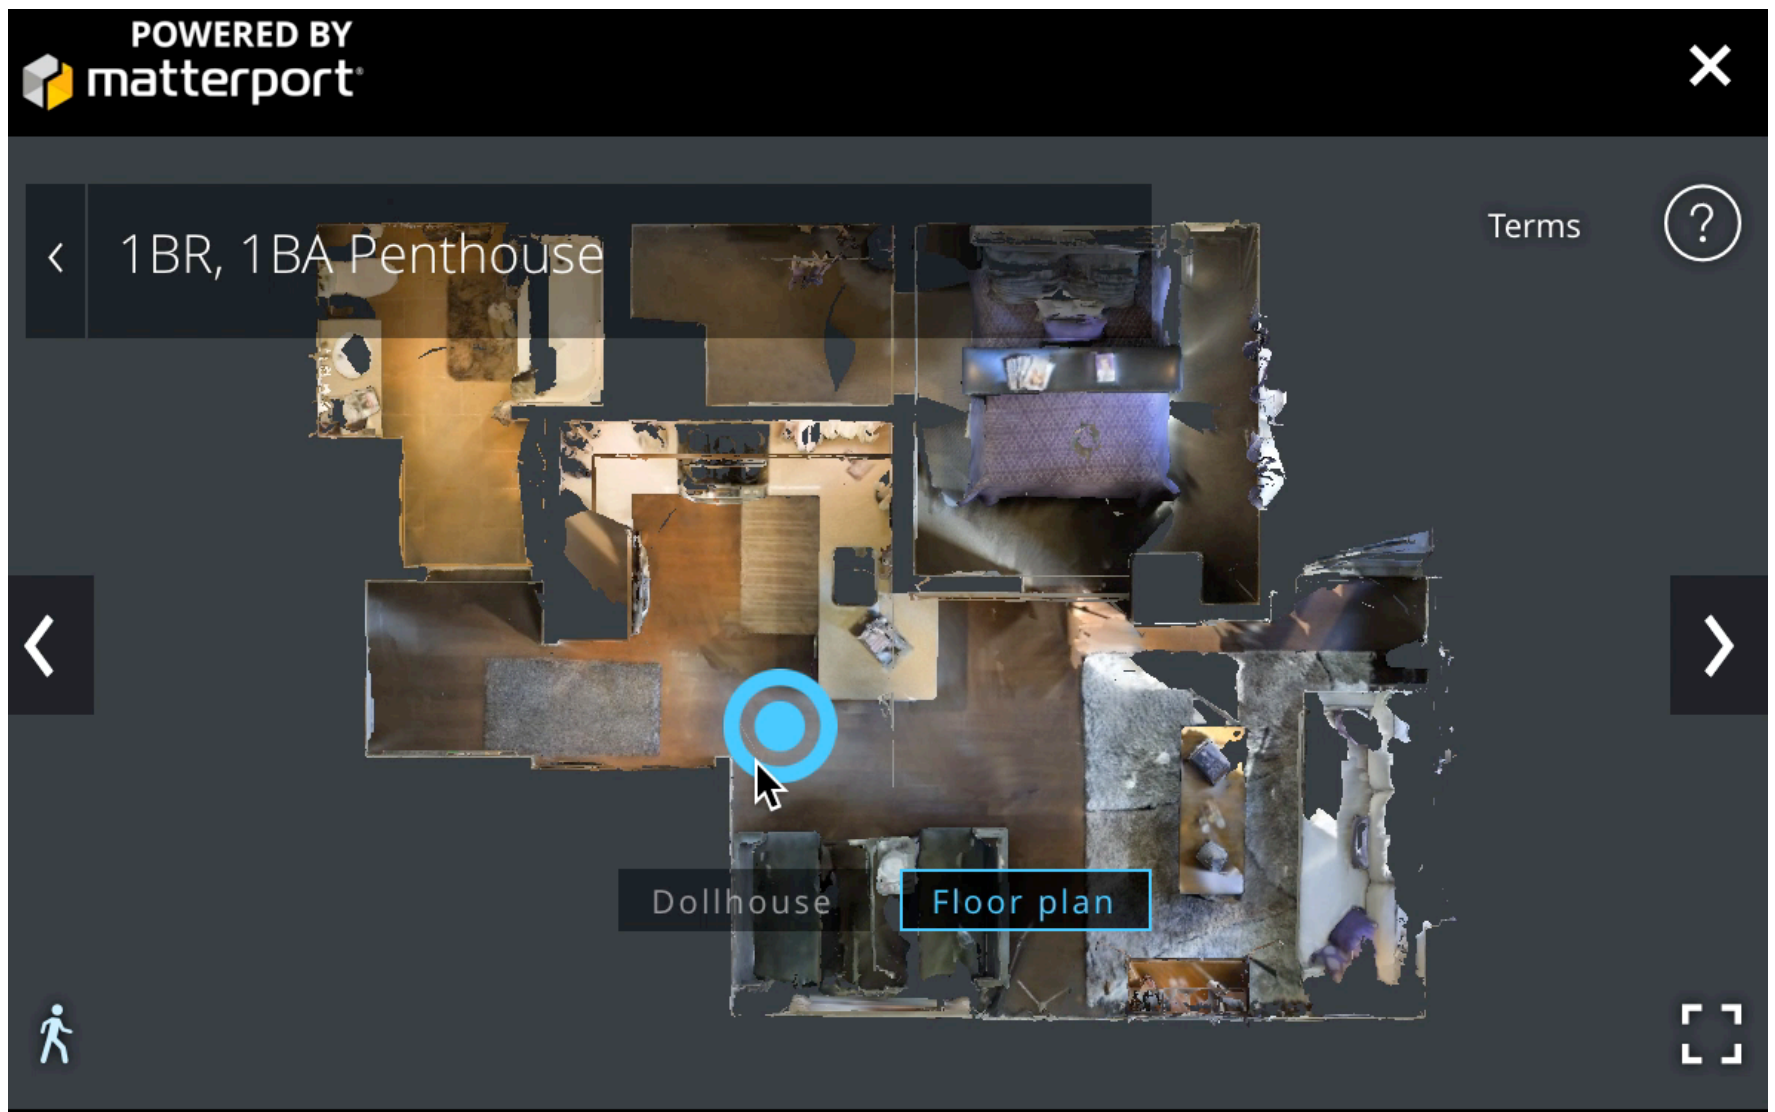 POWERED BY
matterport®
1BR, 1BA Penthouse
Terms
?
Dollhouse
Floor plan